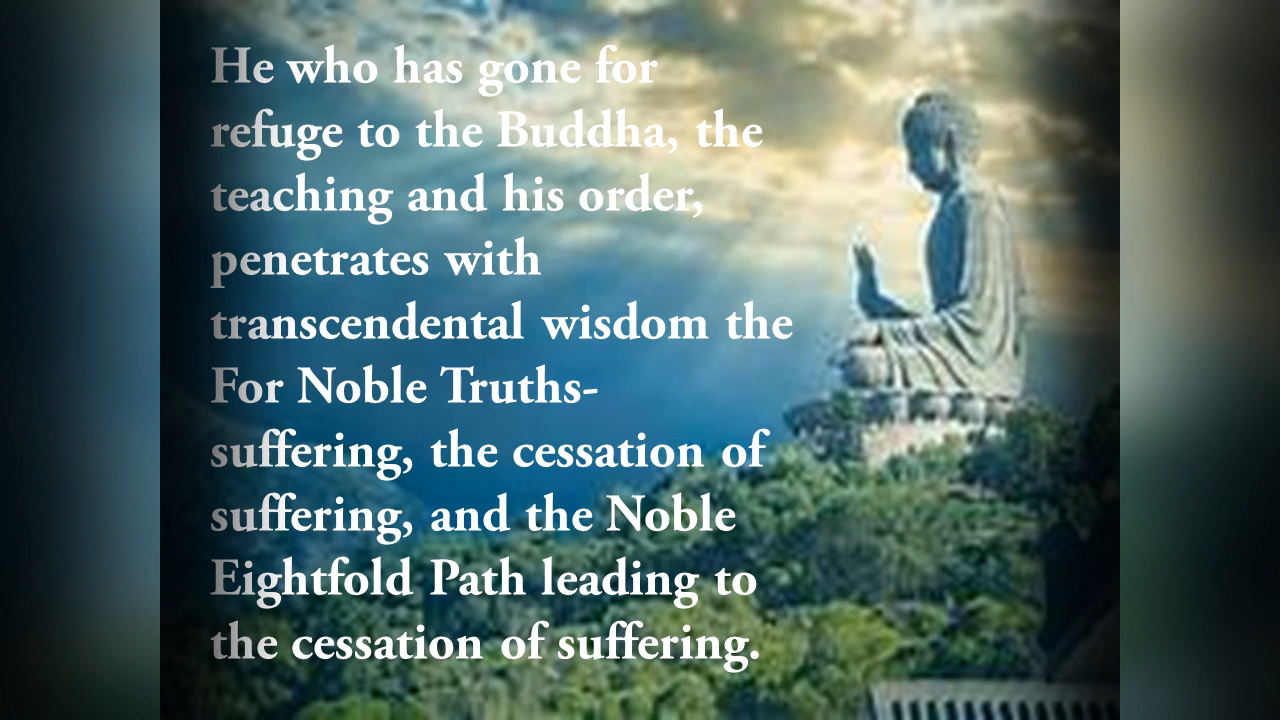 He who has gone for
refuge to the Buddha, the
teaching and his order,
penetrates with
transcendental wisdom the
For Noble Truths-
suffering, the cessation of
suffering, and the Noble
Eightfold Path leading to
the cessation of suffering.